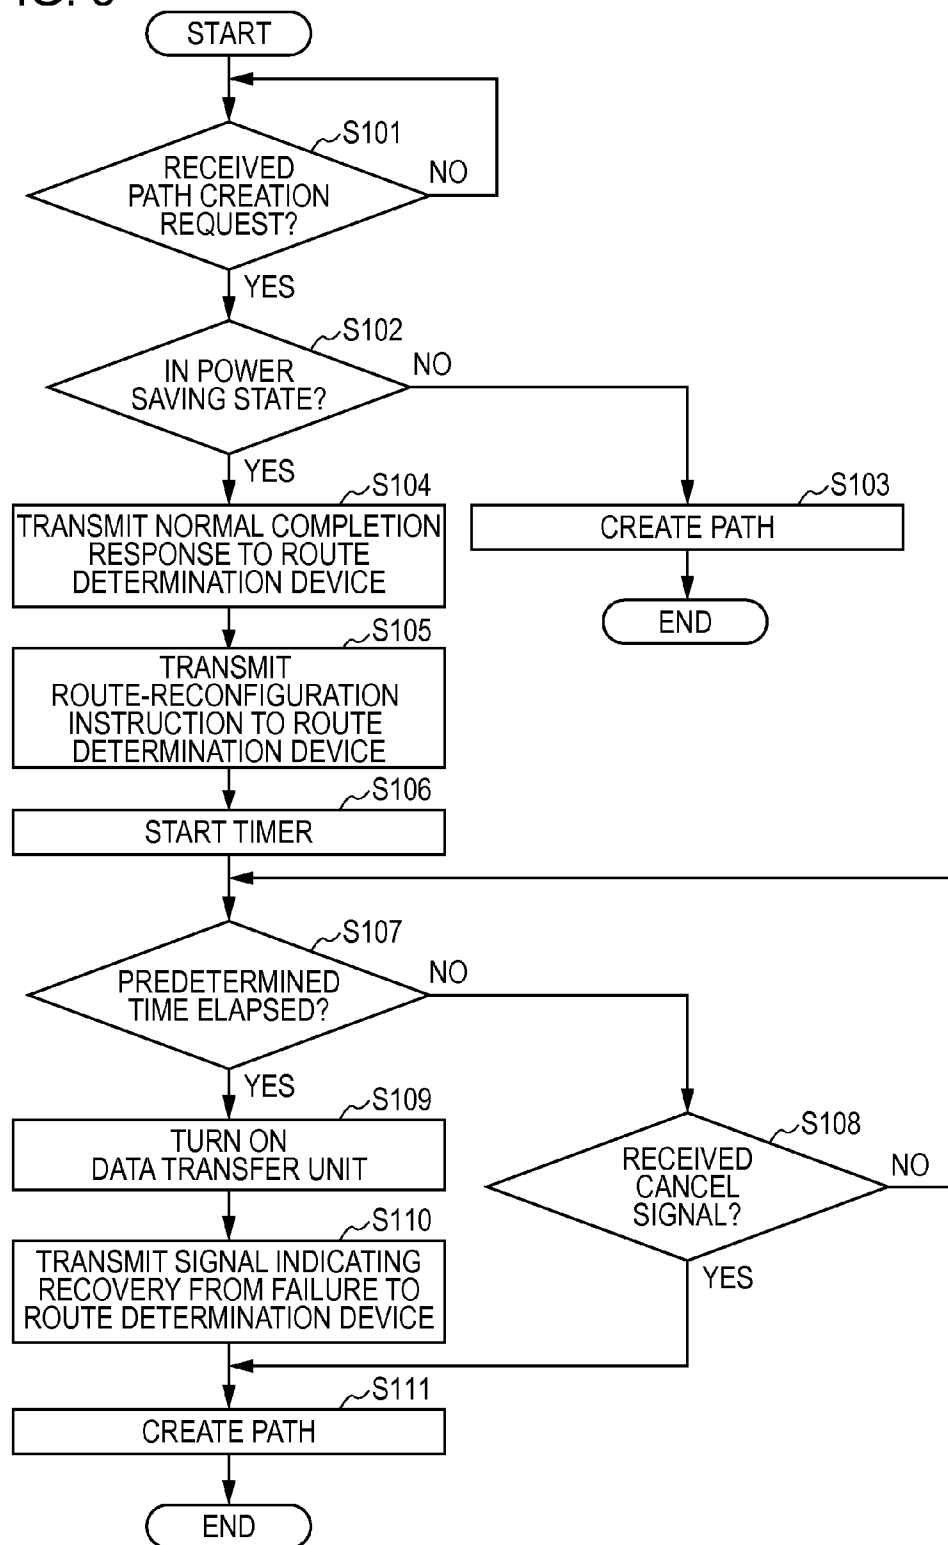 START
S101
RECEIVED
PATH CREATION
REQUEST?
NO
YES
S102
IN POWER
SAVING STATE?
NO
YES
S104
TRANSMIT NORMAL COMPLETION
RESPONSE TO ROUTE
DETERMINATION DEVICE
S103
CREATE PATH
END
S105
TRANSMIT
ROUTE-RECONFIGURATION
INSTRUCTION TO ROUTE
DETERMINATION DEVICE
S106
START TIMER
S107
PREDETERMINED
TIME ELAPSED?
NO
YES
S108
RECEIVED
CANCEL
SIGNAL?
NO
YES
S109
TURN ON
DATA TRANSFER UNIT
S110
TRANSMIT SIGNAL INDICATING
RECOVERY FROM FAILURE TO
ROUTE DETERMINATION DEVICE
S111
CREATE PATH
END